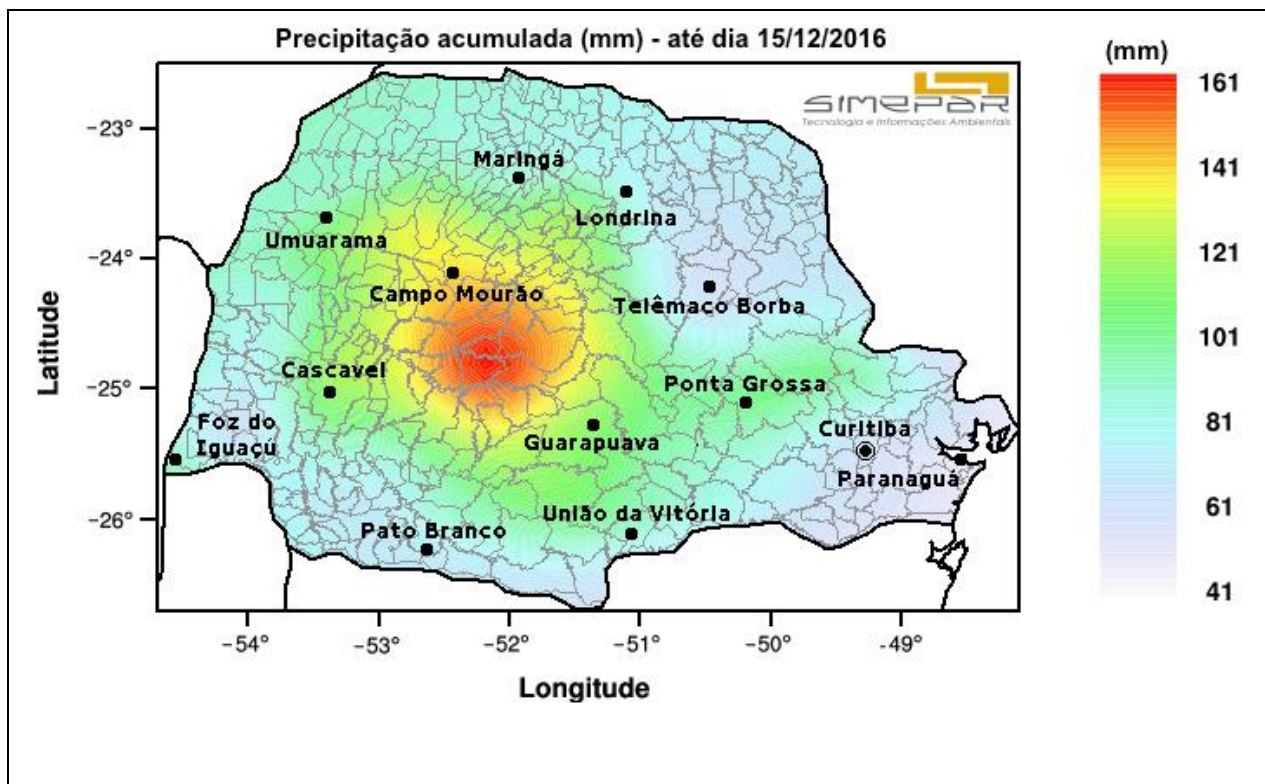 Precipitação acumulada (mm) - até dia 15/12/2016
(mm)
SIMEPAR
Tecnologia e Informações Ambientais
161
141
121
101
81
61
41
Latitude
-23°
-24°
-25°
-26°
Maringá
Londrina
Umuarama
Campo Mourão
Telêmaco Borba
Cascavel
Ponta Grossa
Foz do
Iguaçú
Guarapuava
Curitiba
Paranaguá
União da Vitória
Pato Branco
-54°
-53°
-52°
-51°
-50°
-49°
Longitude